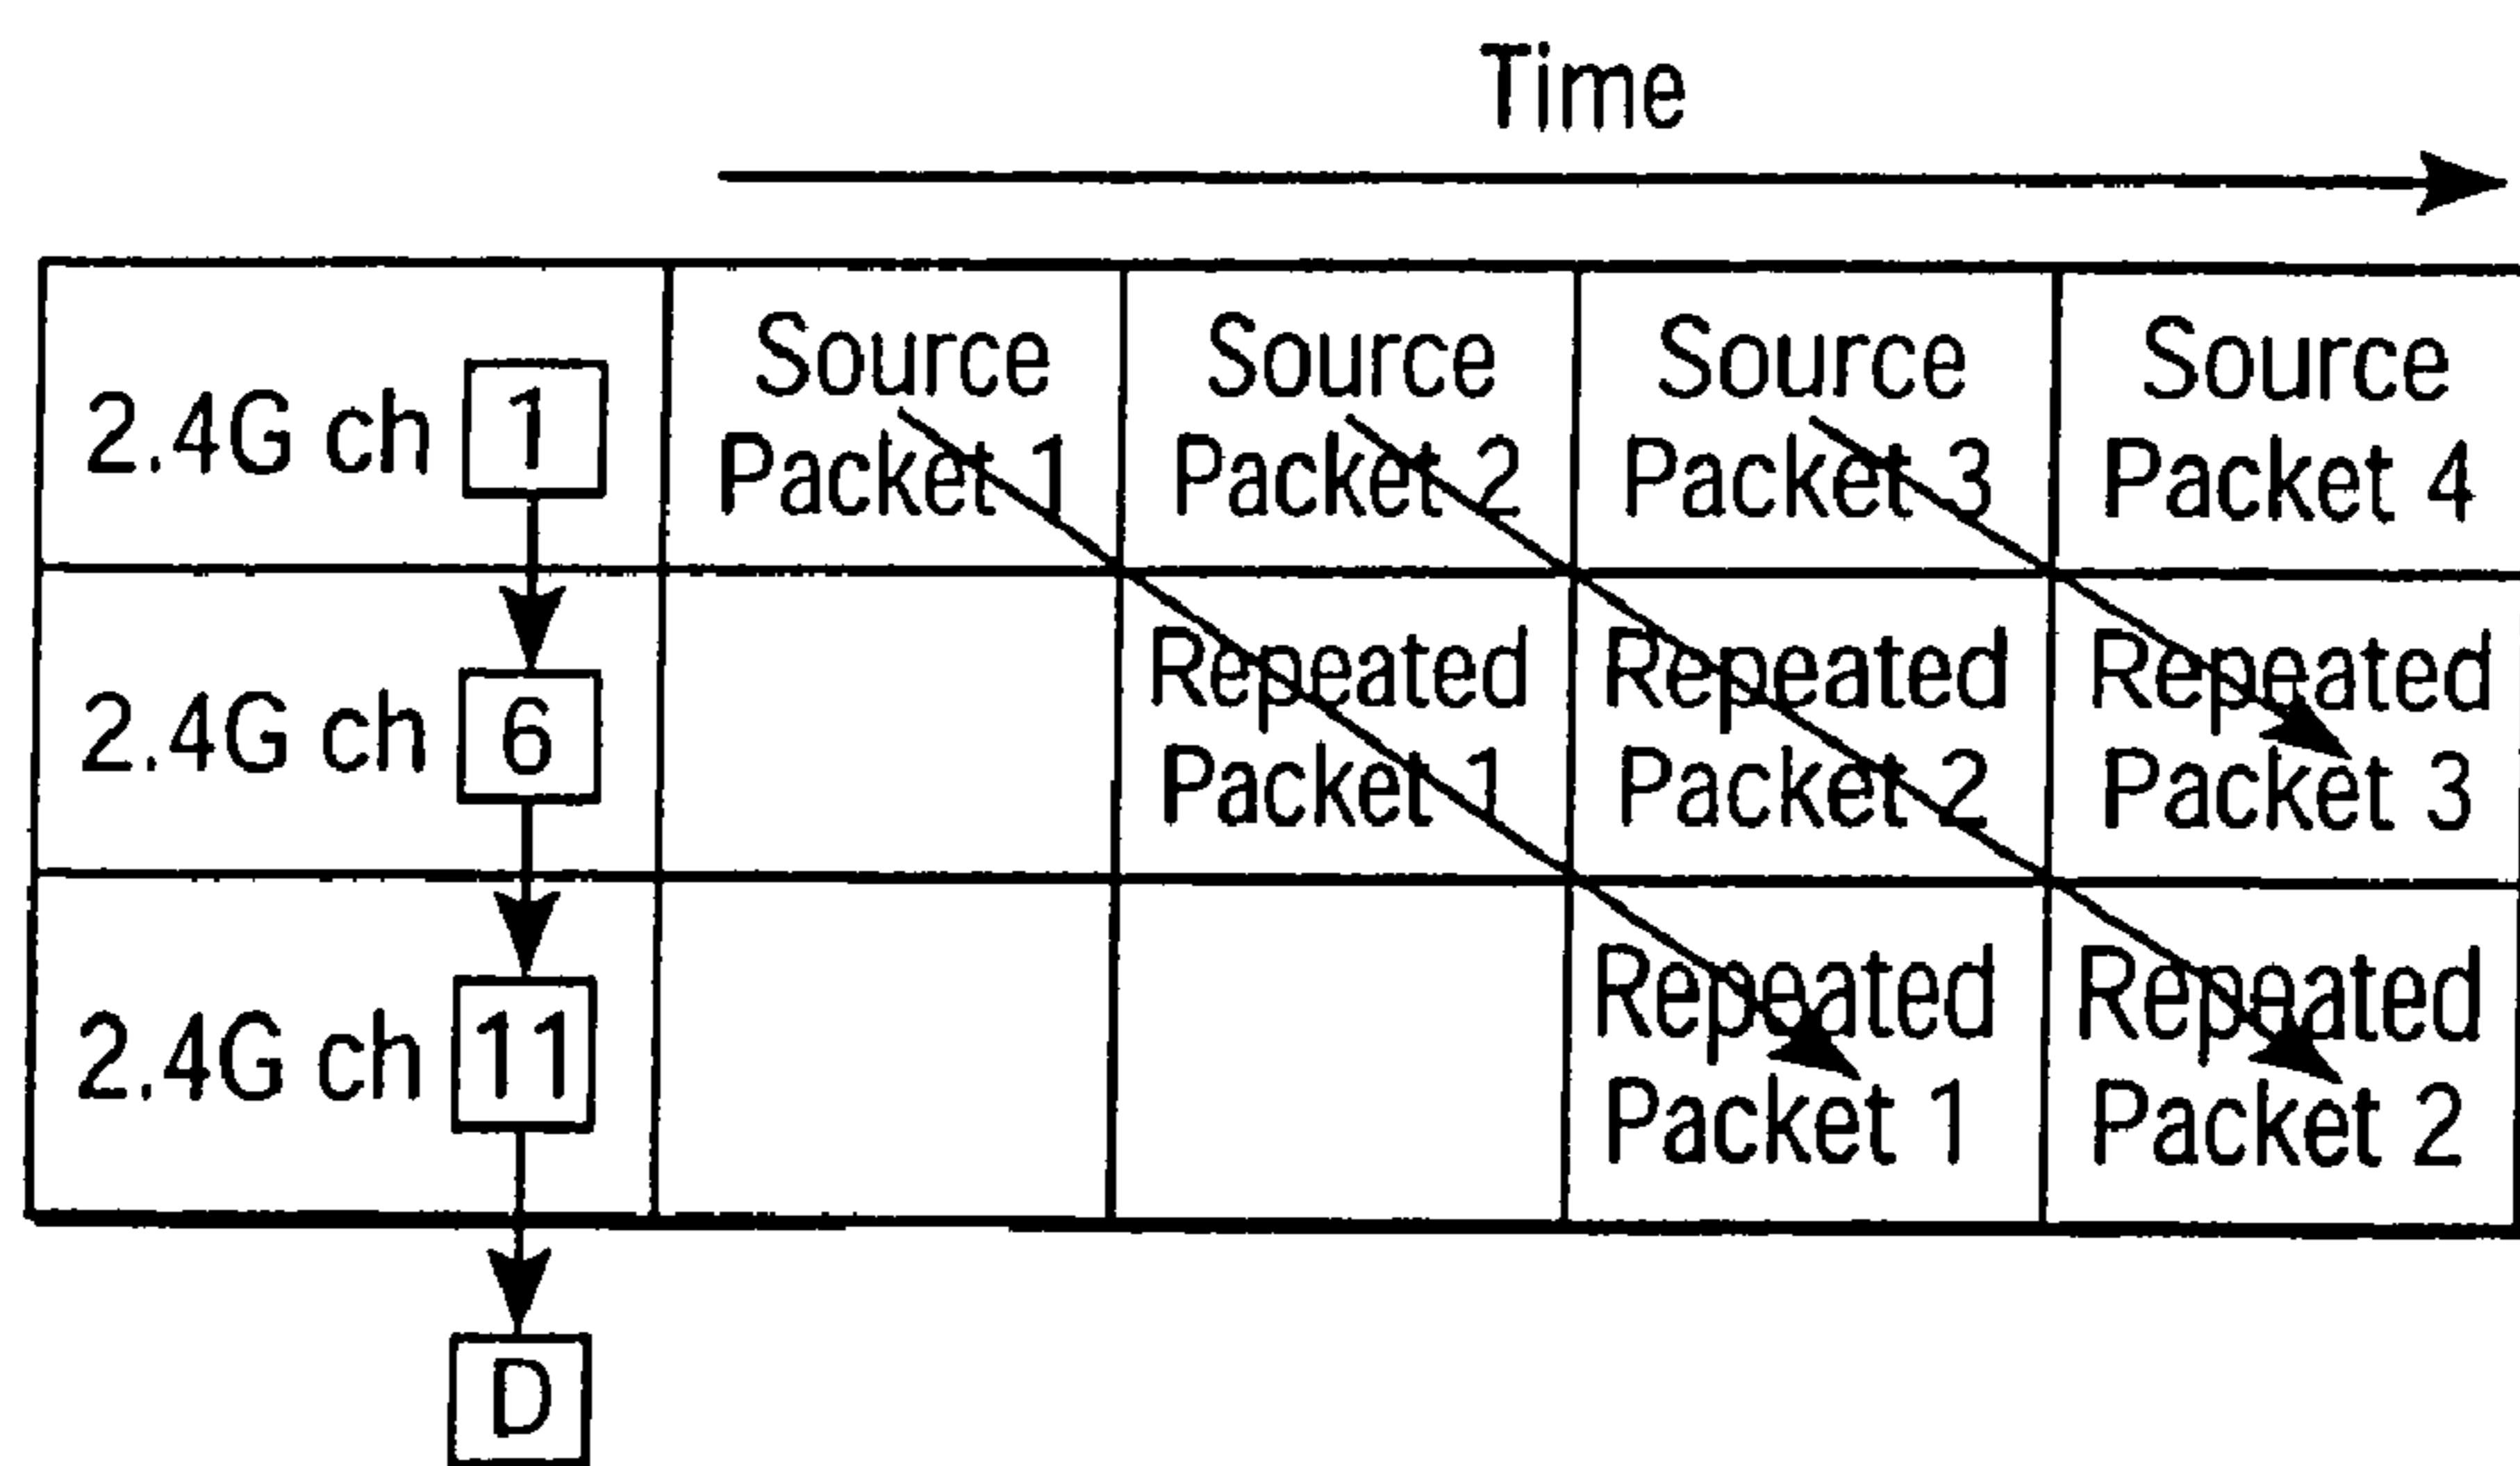 Time
2.4G ch 1
Source
Packet 1
Source
Packet 2
Source
Packet 3
Source
Packet 4
2.4G ch 6
Repeated
Packet 1
Repeated
Packet 2
Repeated
Packet 3
2.4G ch 11
Repeated
Packet 1
Repeated
Packet 2
D